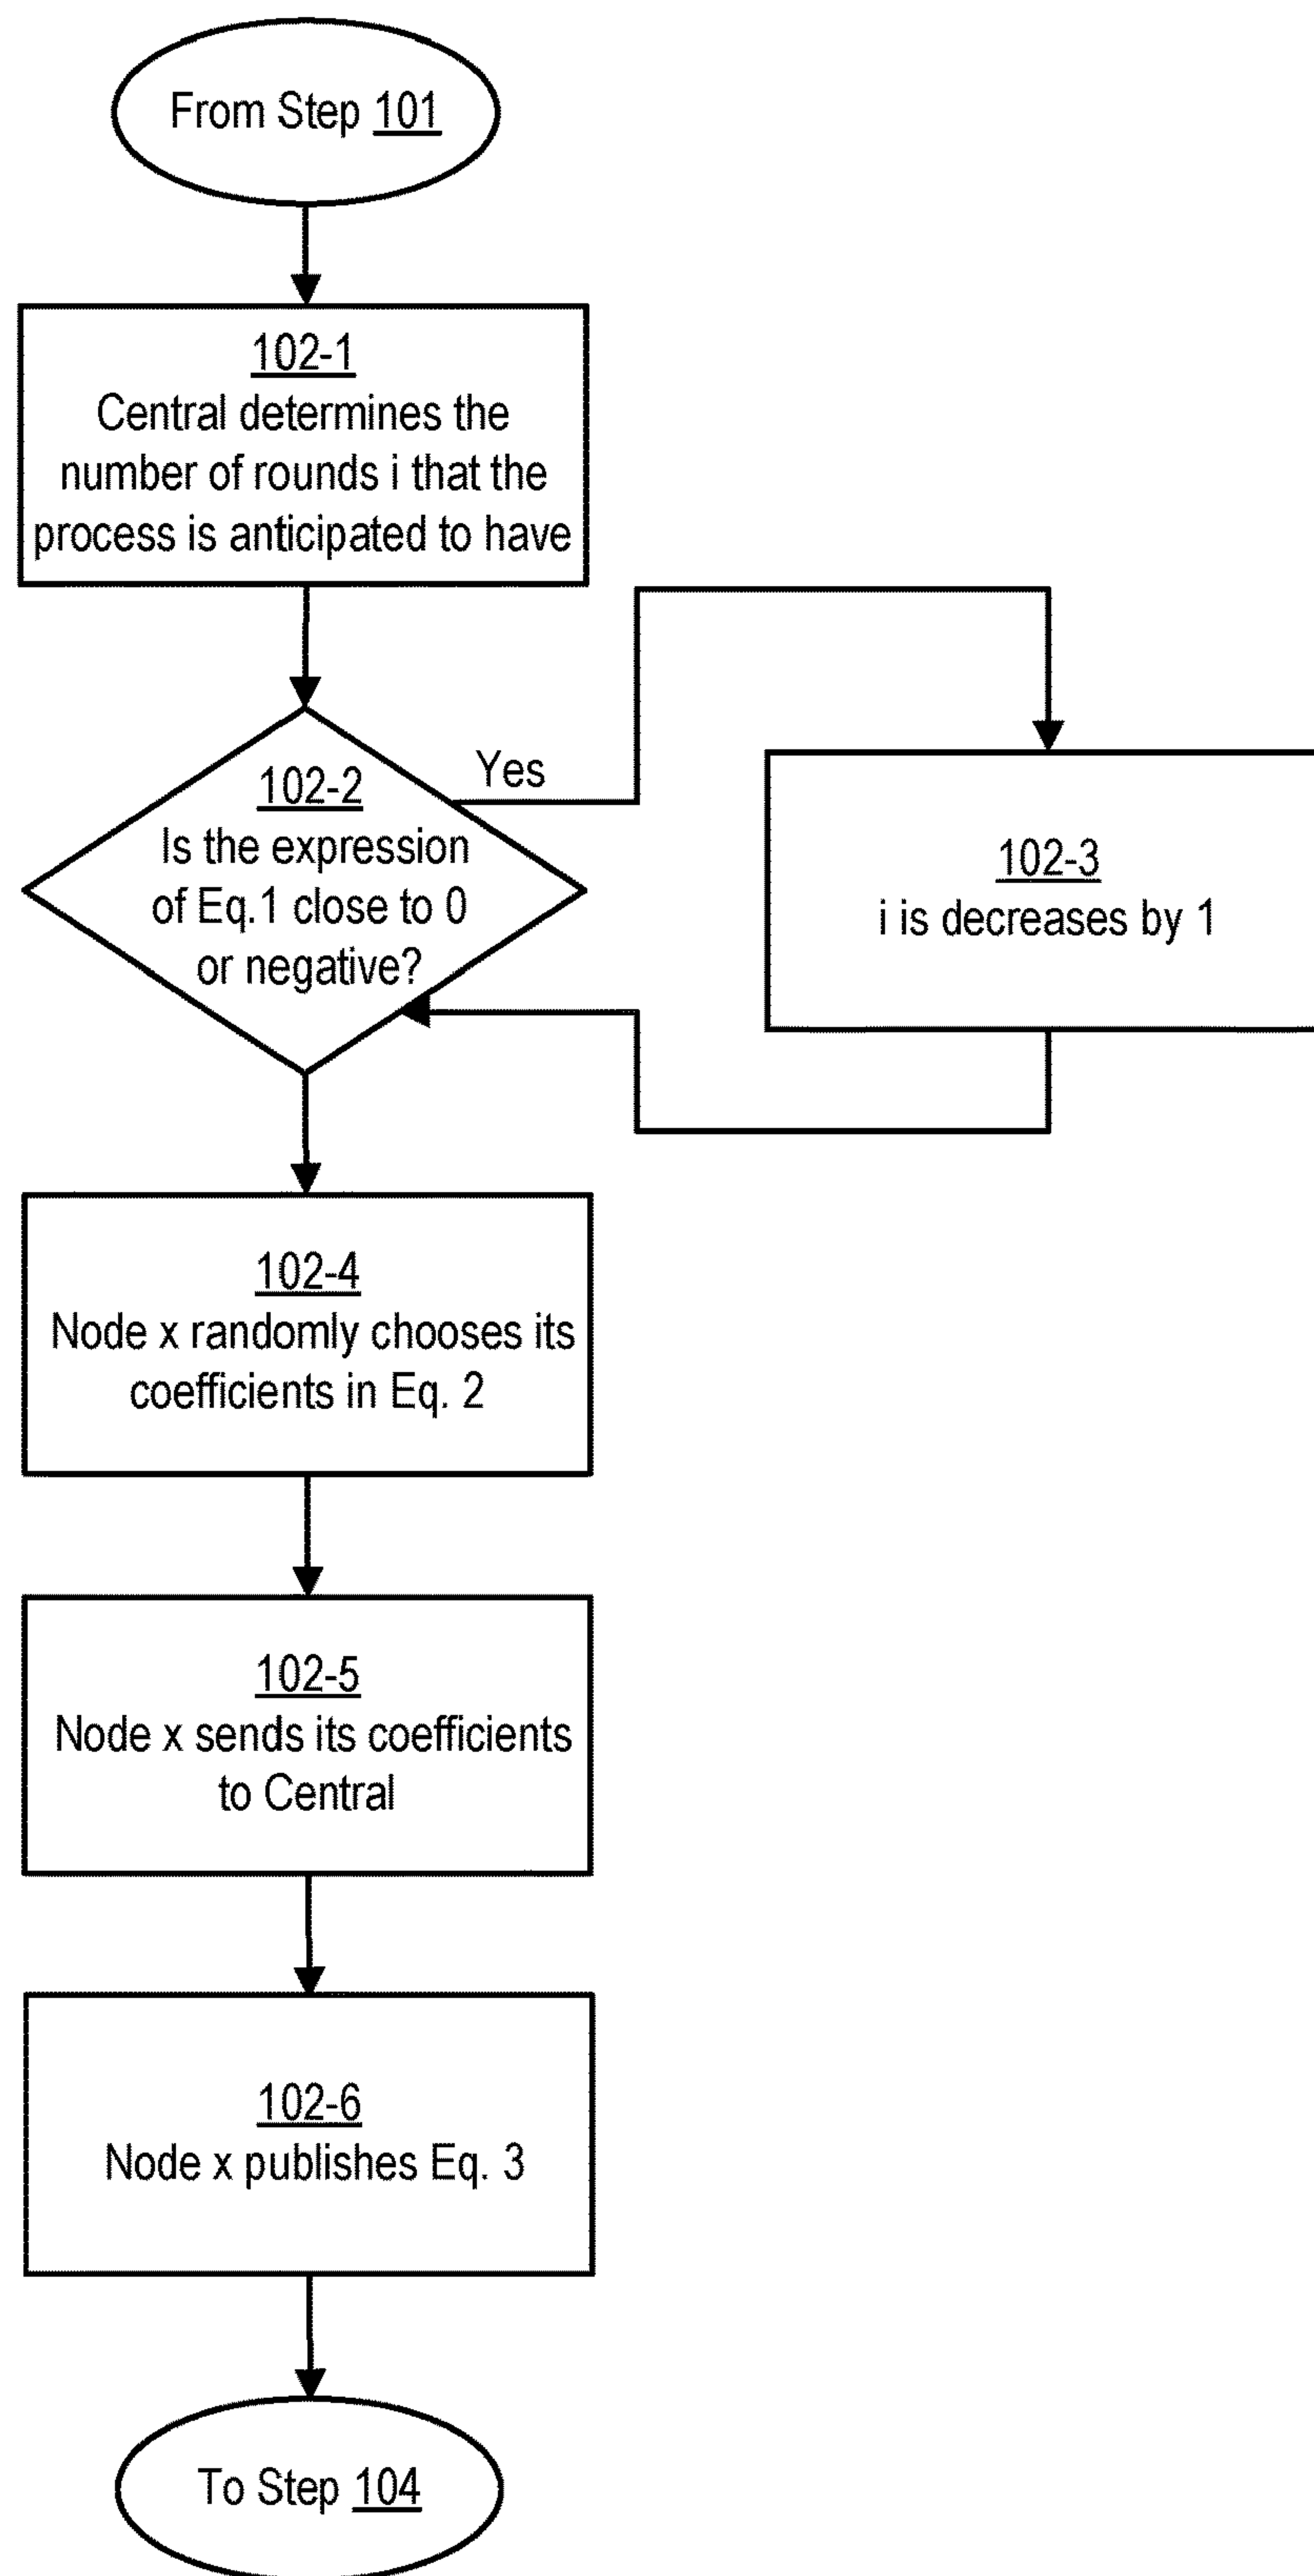 From Step 101
102-1
Central determines the
number of rounds i that the
process is anticipated to have
102-2
Is the expression
of Eq.1 close to 0
or negative?
Yes
102-3
i is decreases by 1
102-4
Node x randomly chooses its
coefficients in Eq. 2
102-5
Node x sends its coefficients
to Central
102-6
Node x publishes Eq. 3
To Step 104